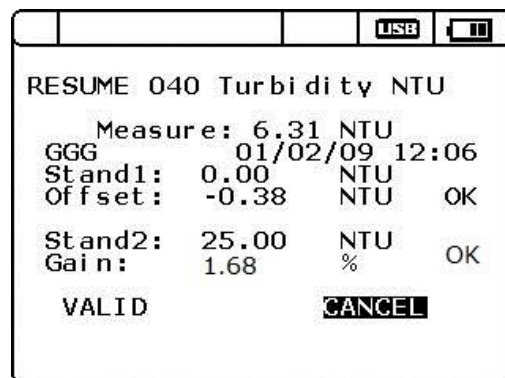 USB
RESUME 040 Turbidity NTU
Measure: 6.31 NTU
GGG 01/02/09 12:06
Stand1: 0.00 NTU
Offset: -0.38 NTU OK
Stand2: 25.00 NTU
Gain: 1.68 % OK
VALID CANCEL